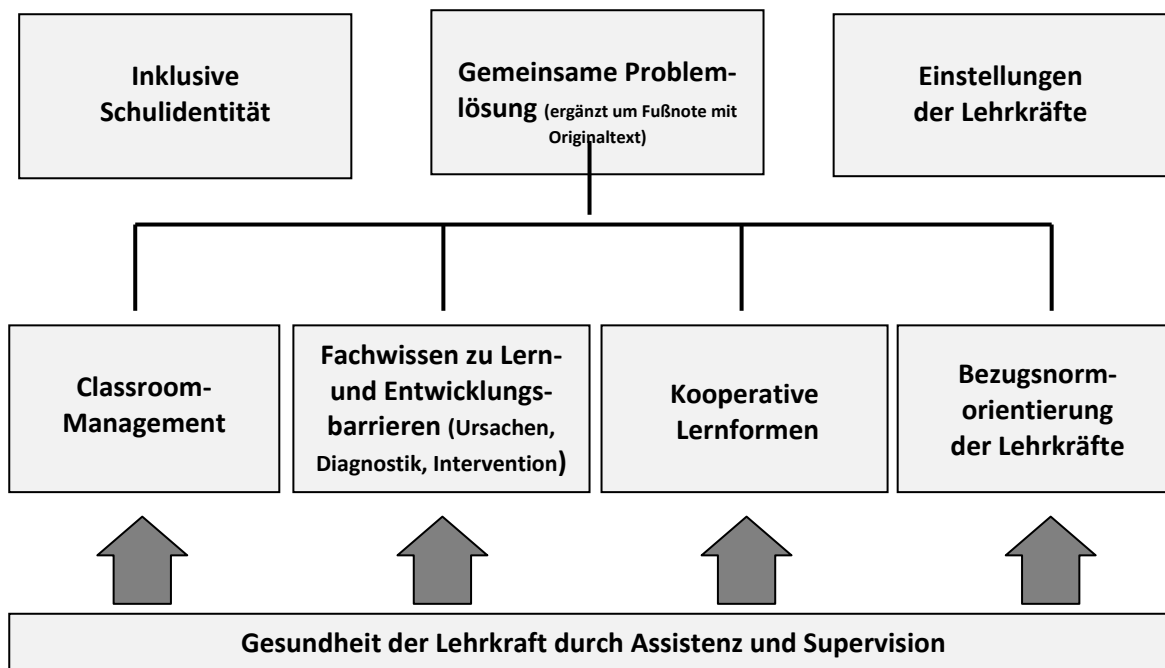 Inklusive
Schulidentität
Gemeinsame Problem-
lösung (ergänzt um Fußnote mit
Originaltext)
Einstellungen
der Lehrkräfte
Classroom-
Management
Fachwissen zu Lern-
und Entwicklungs-
barrieren (Ursachen,
Diagnostik, Intervention)
Kooperative
Lernformen
Bezugsnorm-
orientierung
der Lehrkräfte
Gesundheit der Lehrkraft durch Assistenz und Supervision